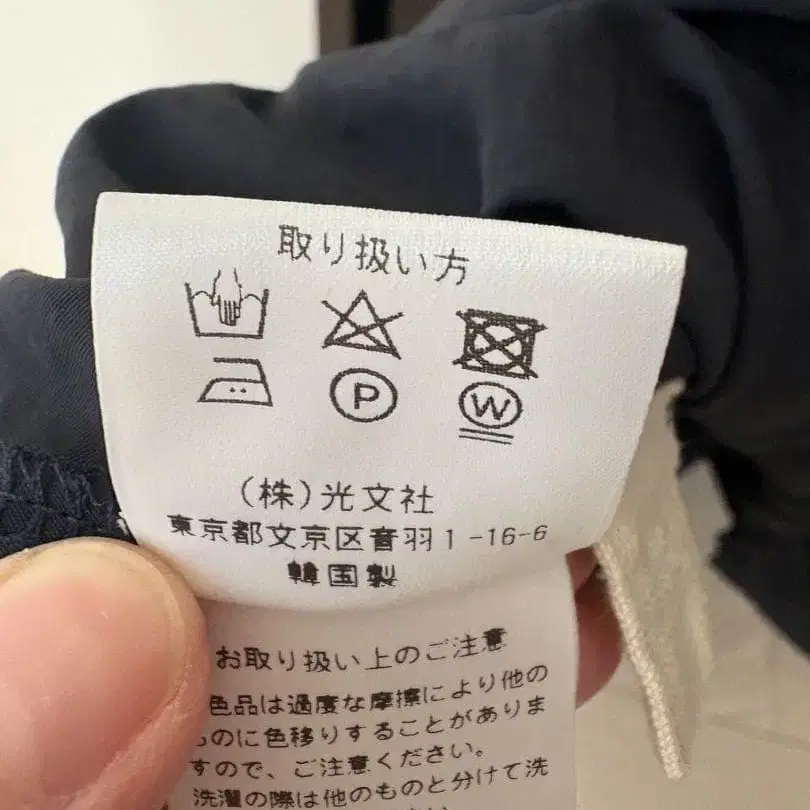 取り扱い方
P
W
(株)光文社
東京都文京区音羽1-16-6
韓国製
お取り扱い上のご注意
色品は過度な摩擦により他の
ものに色移りすることがありま
すので、ご注意ください。
洗濯の際は他のものと分けて洗